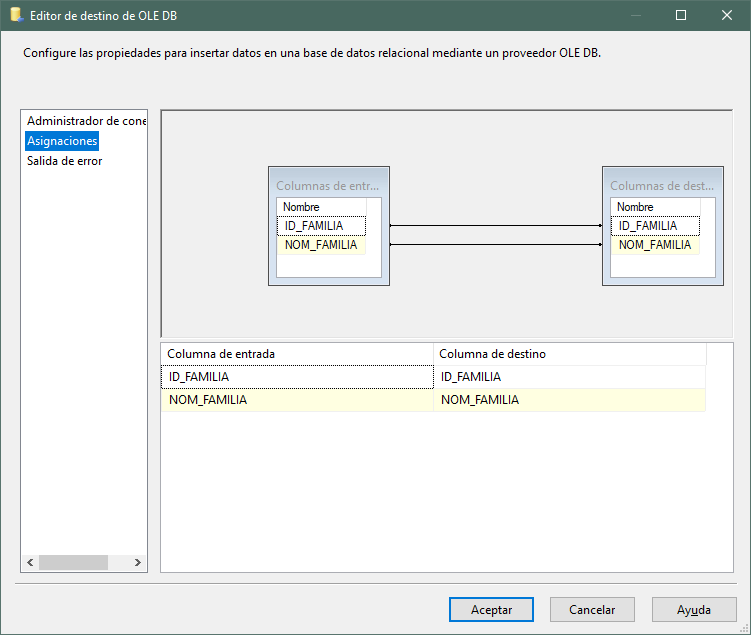 Editor de destino de OLE DB
Configure las propiedades para insertar datos en una base de datos relacional mediante un proveedor OLE DB.
Administrador de cone
Asignaciones
Salida de error
Columnas de entr...
Nombre
ID_FAMILIA
NOM_FAMILIA
Columnas de dest...
Nombre
ID_FAMILIA
NOM_FAMILIA
Columna de entrada Columna de destino
ID_FAMILIA ID_FAMILIA
NOM_FAMILIA NOM_FAMILIA
Aceptar Cancelar Ayuda